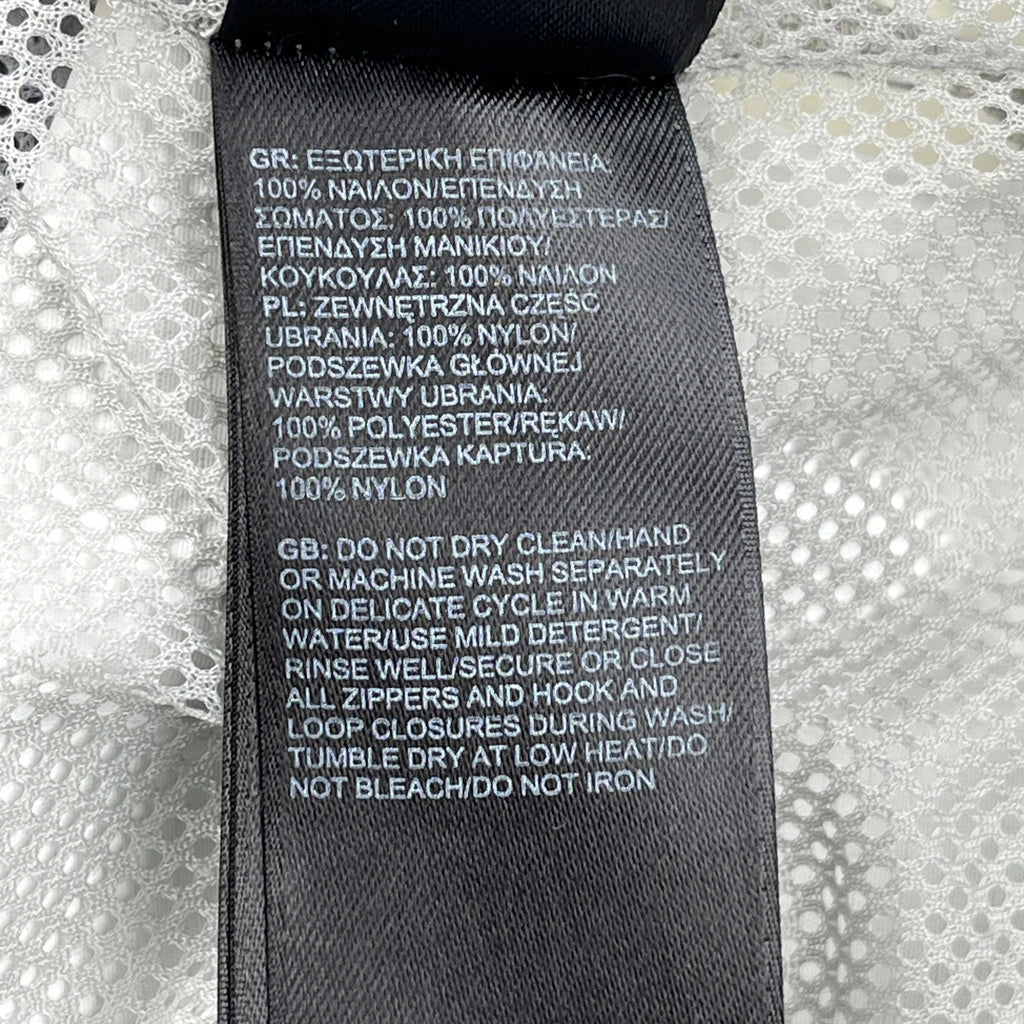 GR: ΕΞΩΤΕΡΙΚΗ ΕΠΙΦΑΝΕΙΑ
100% ΝΑΙΛΟΝ/ΕΠΕΝΔΥΣΗ
ΣΩΜΑΤΟΣ: 100% ΠΟΛΥΕΣΤΕΡΑΣ/
ΕΠΕΝΔΥΣΗ ΜΑΝΙΚΙΟΥ/
ΚΟΥΚΟΥΛΑΣ: 100% ΝΑΙΛΟΝ
PL: ZEWNĘTRZNA CZĘŚĆ
UBRANIA: 100% NYLON/
PODSZEWKA GŁÓWNEJ
WARSTWY UBRANIA:
100% POLYESTER/RĘKAW/
PODSZEWKA KAPTURA:
100% NYLON
GB: DO NOT DRY CLEAN/HAND
OR MACHINE WASH SEPARATELY
ON DELICATE CYCLE IN WARM
WATER/USE MILD DETERGENT/
RINSE WELL/SECURE OR CLOSE
ALL ZIPPERS AND HOOK AND
LOOP CLOSURES DURING WASH/
TUMBLE DRY AT LOW HEAT/DO
NOT BLEACH/DO NOT IRON